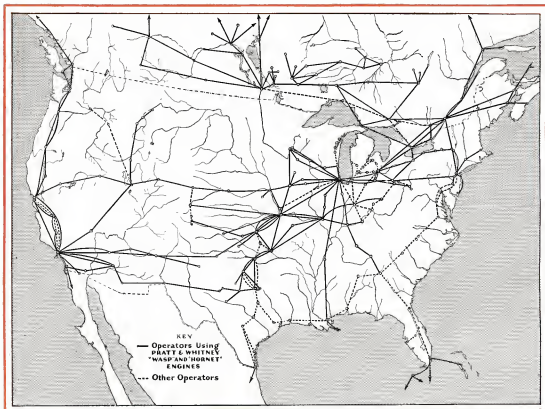 KEY
Operators Using
PRATT & WHITNEY
"WASP" AND "HORNET"
ENGINES
Other Operators